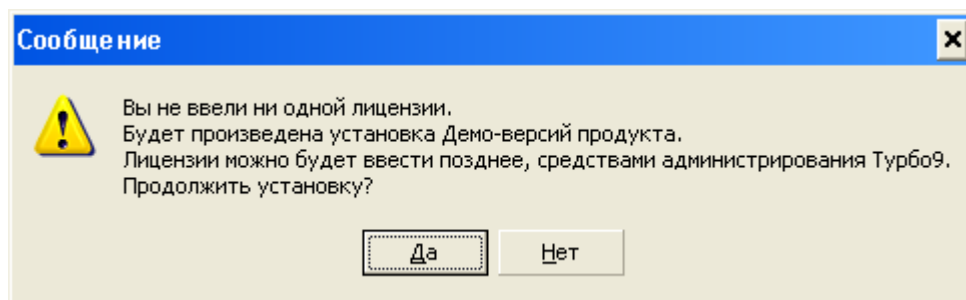 Сообщение
Вы не ввели ни одной лицензии.
Будет произведена установка Демо-версий продукта.
Лицензии можно будет ввести позднее, средствами администрирования Турбо9.
Продолжить установку?
Да
Нет